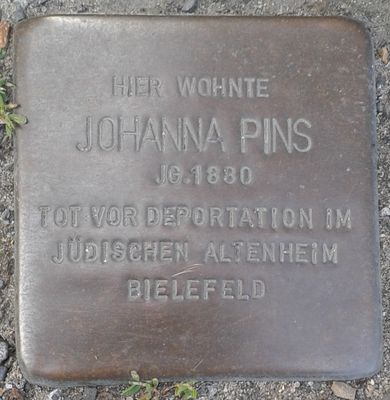 HIER WOHNTE
JOHANNA PINS
JG. 1880
TOT VOR DEPORTATION IM
JÜDISCHEN ALTENHEIM
BIELEFELD